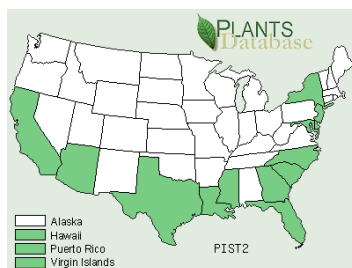 PLANTS
Database
Alaska
Hawaii
Puerto Rico
Virgin Islands
PIST2